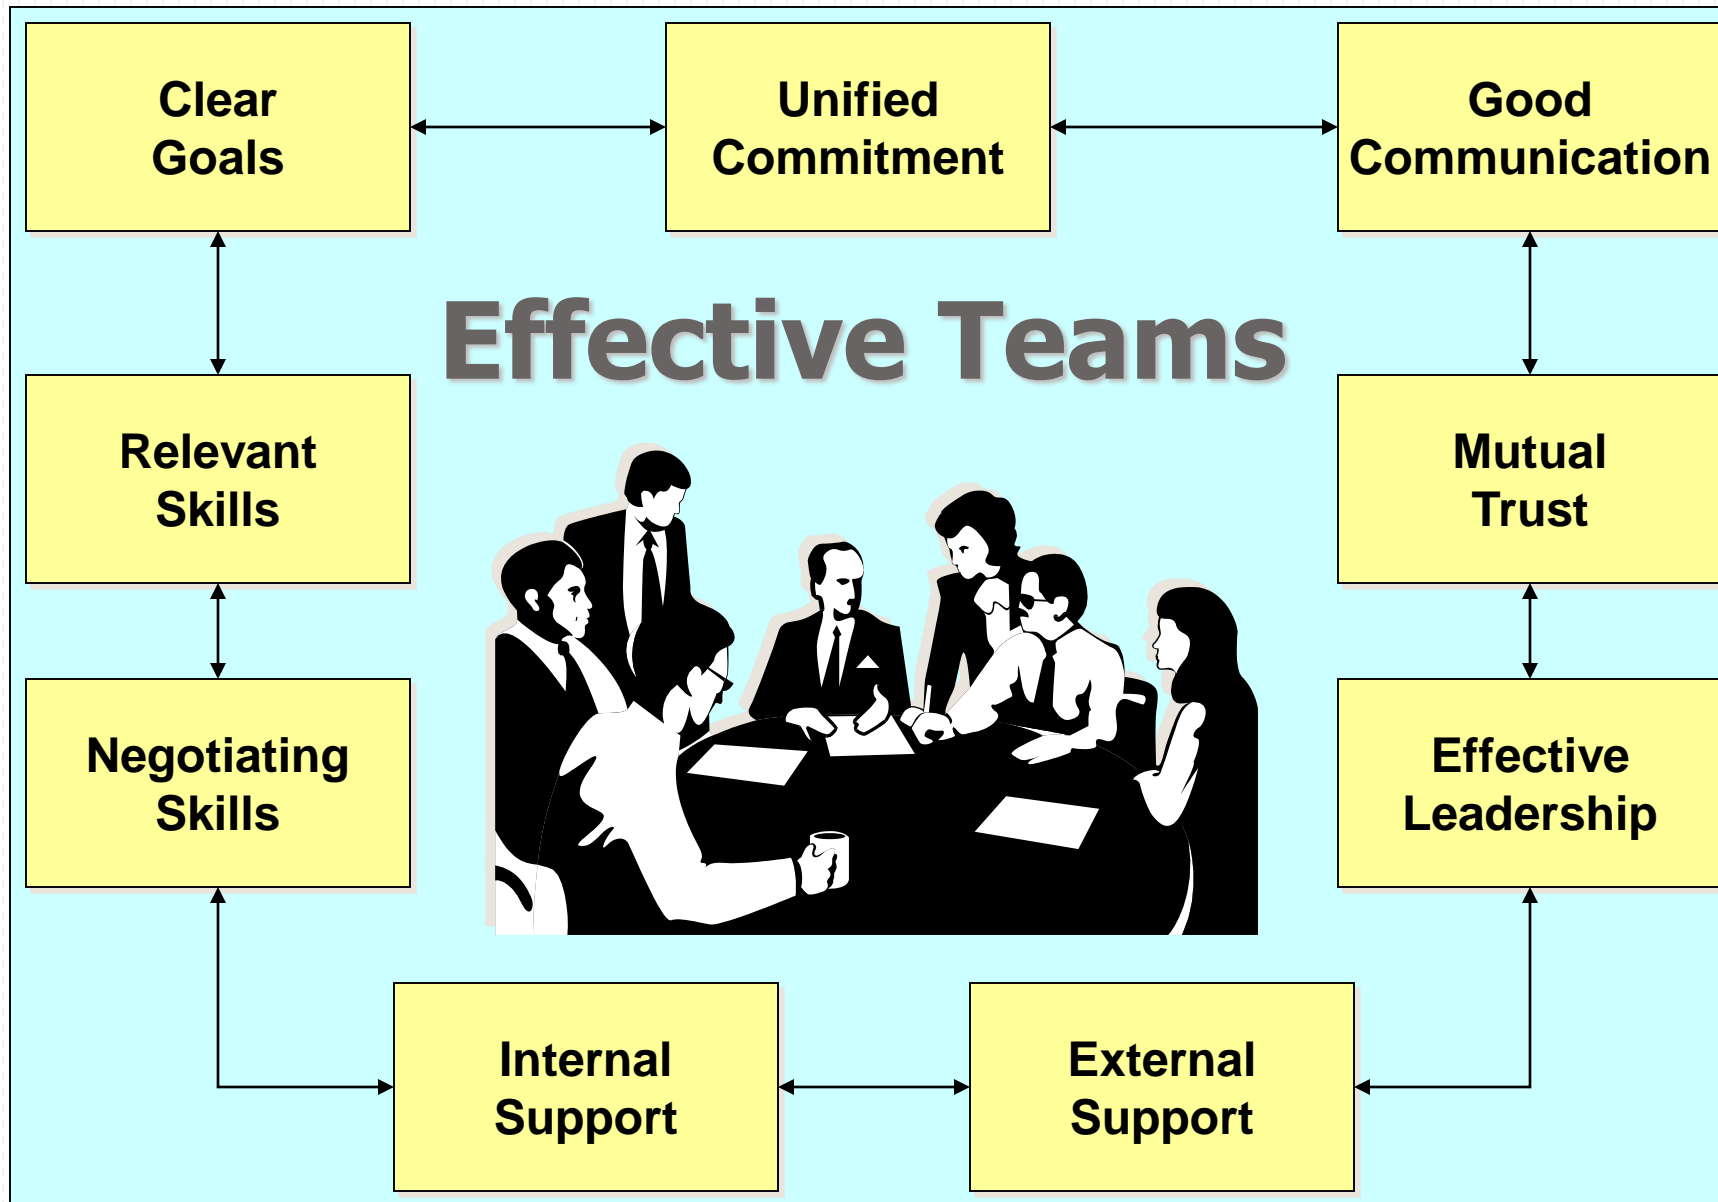 Clear
Goals
Unified
Commitment
Good
Communication
Effective Teams
Relevant
Skills
Mutual
Trust
Negotiating
Skills
Effective
Leadership
Internal
Support
External
Support